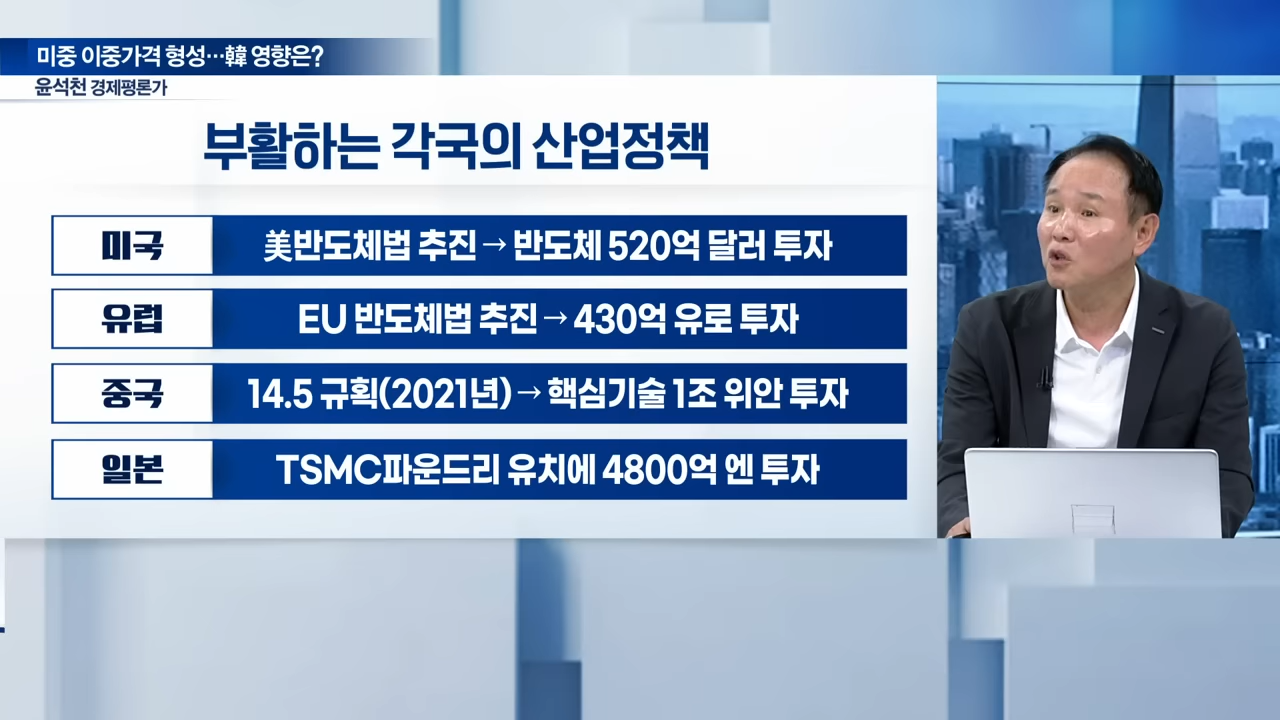 미중 이중가격 형성…韓 영향은?
윤석천 경제평론가
부활하는 각국의 산업정책
미국 美반도체법 추진→반도체 520억 달러 투자
유럽 EU 반도체법 추진→430억 유로 투자
중국 14.5 규획(2021년)→핵심기술 1조 위안 투자
일본 TSMC파운드리 유치에 4800억 엔 투자